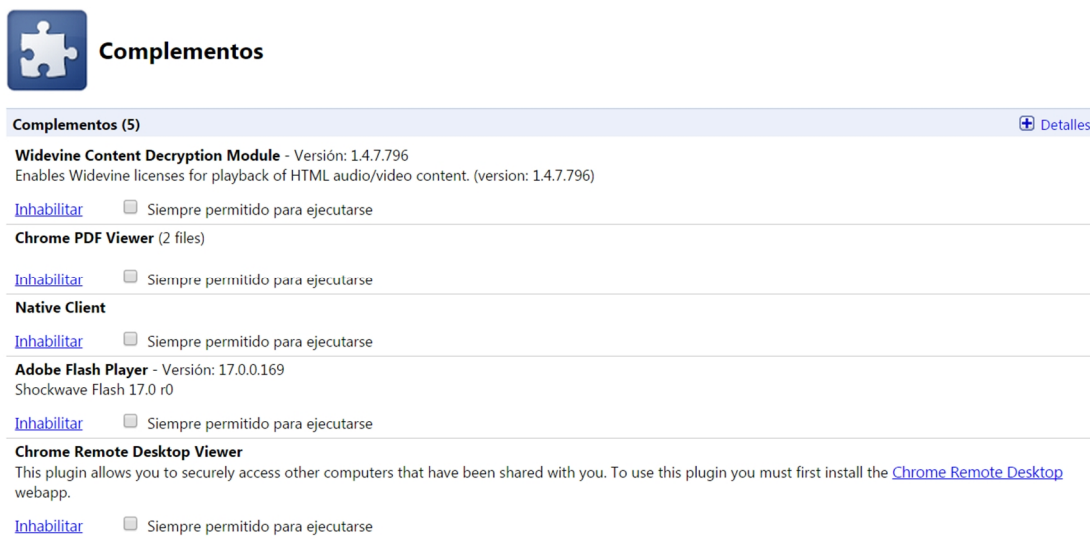 Complementos
Complementos (5)
Detalles
Widevine Content Decryption Module - Versión: 1.4.7.796
Enables Widevine licenses for playback of HTML audio/video content. (version: 1.4.7.796)
Inhabilitar Siempre permitido para ejecutarse
Chrome PDF Viewer (2 files)
Inhabilitar Siempre permitido para ejecutarse
Native Client
Inhabilitar Siempre permitido para ejecutarse
Adobe Flash Player - Versión: 17.0.0.169
Shockwave Flash 17.0 r0
Inhabilitar Siempre permitido para ejecutarse
Chrome Remote Desktop Viewer
This plugin allows you to securely access other computers that have been shared with you. To use this plugin you must first install the Chrome Remote Desktop
webapp.
Inhabilitar Siempre permitido para ejecutarse